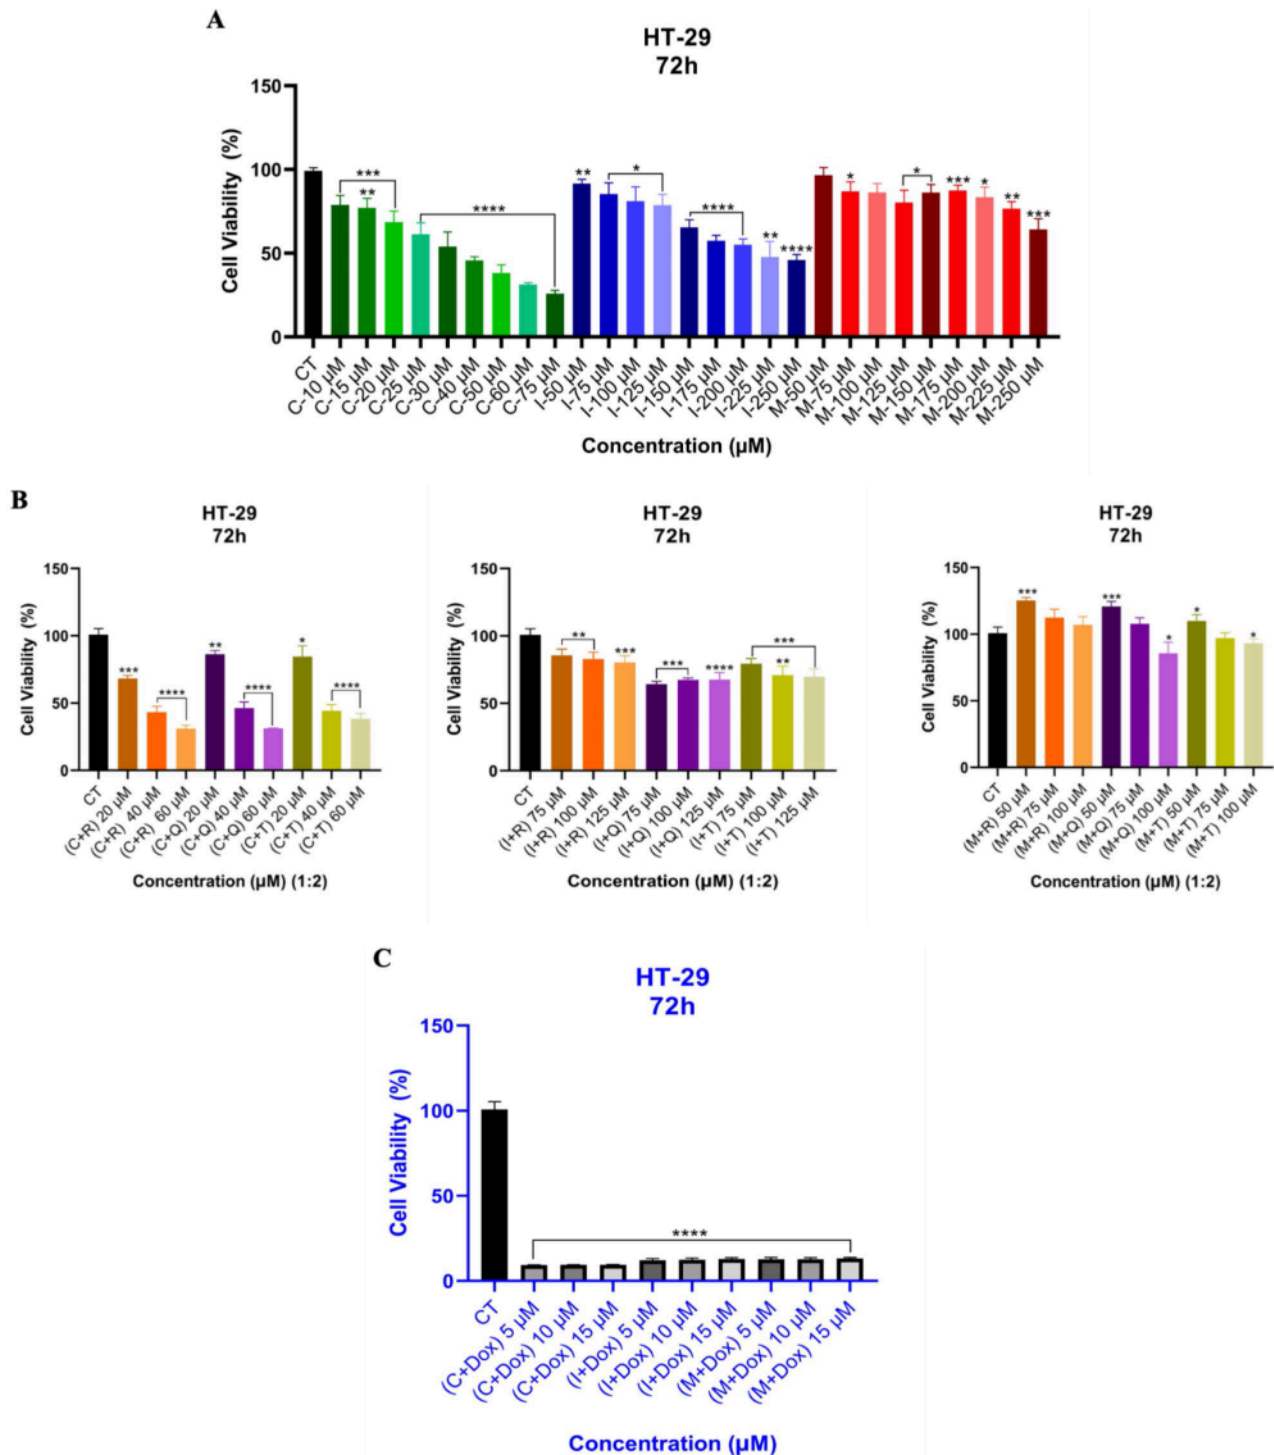 A
HT-29
72h
Cell Viability (%)
150
100
50
0
***
**
****
**
*
****
**
****
*
*
***
*
**
***
CT
C-10 µM
C-15 µM
C-20 µM
C-25 µM
C-30 µM
C-40 µM
C-50 µM
C-60 µM
C-75 µM
I-50 µM
I-75 µM
I-100 µM
I-125 µM
I-150 µM
I-175 µM
I-200 µM
I-225 µM
I-250 µM
M-50 µM
M-75 µM
M-100 µM
M-125 µM
M-150 µM
M-175 µM
M-200 µM
M-225 µM
M-250 µM
Concentration (µM)
B
HT-29
72h
Cell Viability (%)
150
100
50
0
***
****
**
****
*
****
CT
(C+R) 20 µM
(C+R) 40 µM
(C+R) 60 µM
(C+Q) 20 µM
(C+Q) 40 µM
(C+Q) 60 µM
(C+T) 20 µM
(C+T) 40 µM
(C+T) 60 µM
Concentration (µM) (1:2)
HT-29
72h
Cell Viability (%)
150
100
50
0
**
***
***
****
***
**
CT
(I+R) 75 µM
(I+R) 100 µM
(I+R) 125 µM
(I+Q) 75 µM
(I+Q) 100 µM
(I+Q) 125 µM
(I+T) 75 µM
(I+T) 100 µM
(I+T) 125 µM
Concentration (µM) (1:2)
HT-29
72h
Cell Viability (%)
150
100
50
0
***
***
*
*
*
CT
(M+R) 50 µM
(M+R) 75 µM
(M+R) 100 µM
(M+Q) 50 µM
(M+Q) 75 µM
(M+Q) 100 µM
(M+T) 50 µM
(M+T) 75 µM
(M+T) 100 µM
Concentration (µM) (1:2)
C
HT-29
72h
Cell Viability (%)
150
100
50
0
****
CT
(C+Dox) 5 µM
(C+Dox) 10 µM
(C+Dox) 15 µM
(I+Dox) 5 µM
(I+Dox) 10 µM
(I+Dox) 15 µM
(M+Dox) 5 µM
(M+Dox) 10 µM
(M+Dox) 15 µM
Concentration (µM)